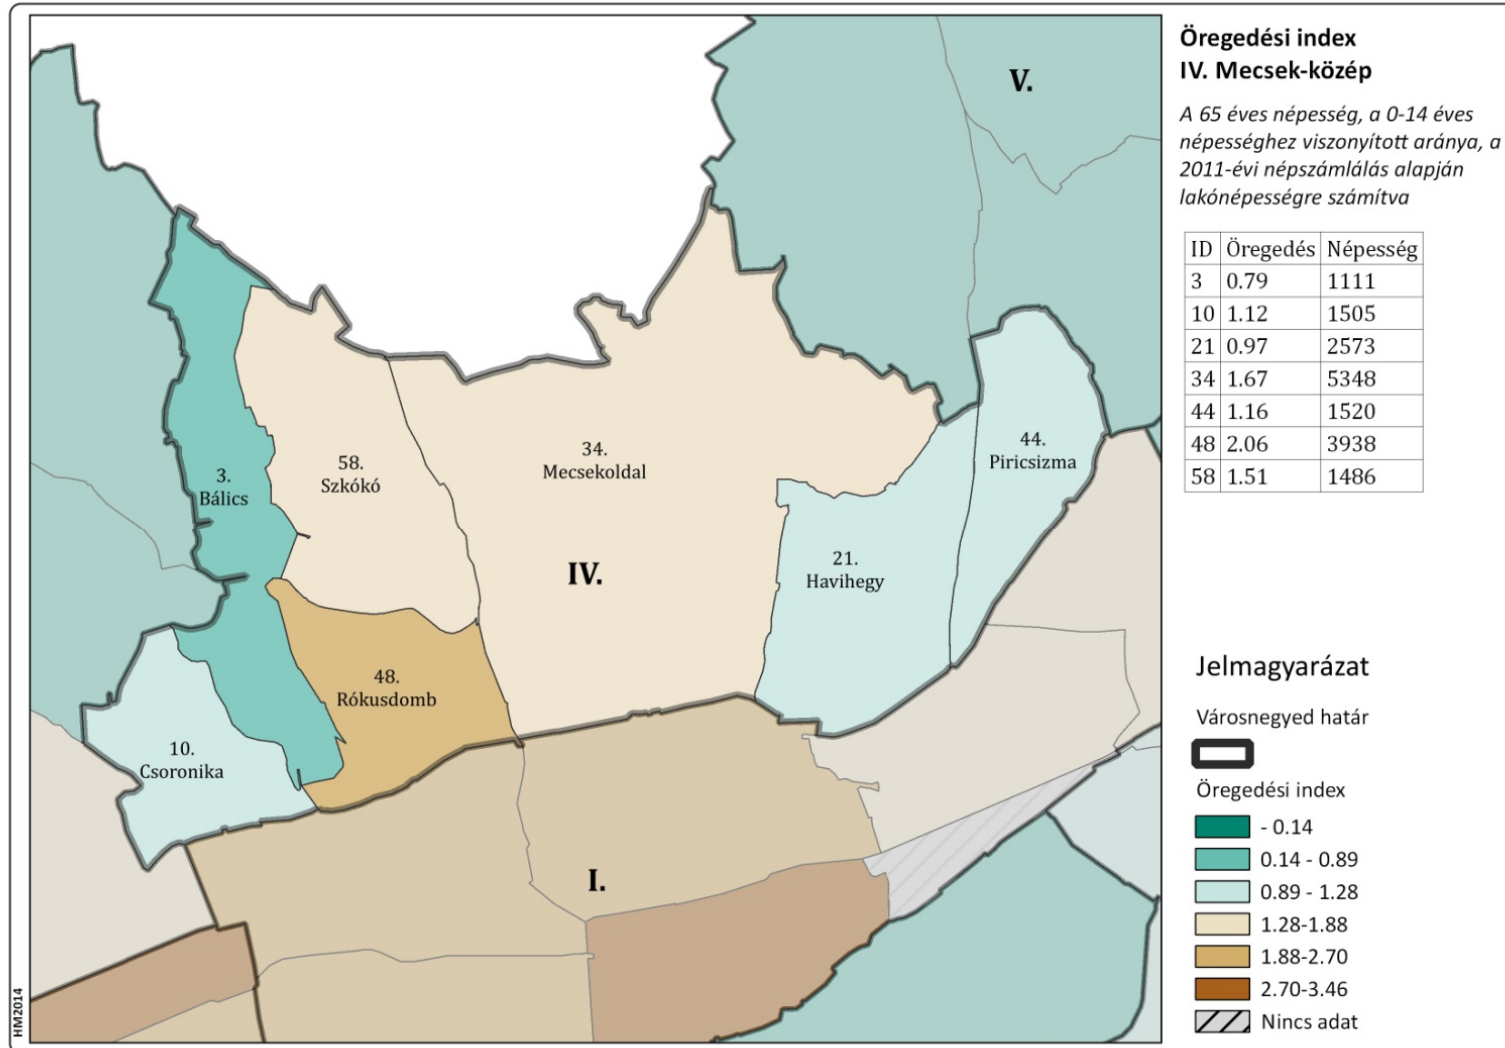 Öregedési index
IV. Mecsek-közép
A 65 éves népesség, a 0-14 éves
népességhez viszonyított aránya, a
2011-évi népszámlálás alapján
lakónépességre számítva
ID Öregedés Népesség
3 0.79 1111
10 1.12 1505
21 0.97 2573
34 1.67 5348
44 1.16 1520
48 2.06 3938
58 1.51 1486
V.
3.
Bálics
58.
Szkókó
34.
Mecsekoldal
44.
Piricsizma
21.
Havihegy
IV.
48.
Rókusdomb
10.
Csoronika
I.
Jelmagyarázat
Városnegyed határ
Öregedési index
- 0.14
0.14 - 0.89
0.89 - 1.28
1.28-1.88
1.88-2.70
2.70-3.46
Nincs adat
HM2014